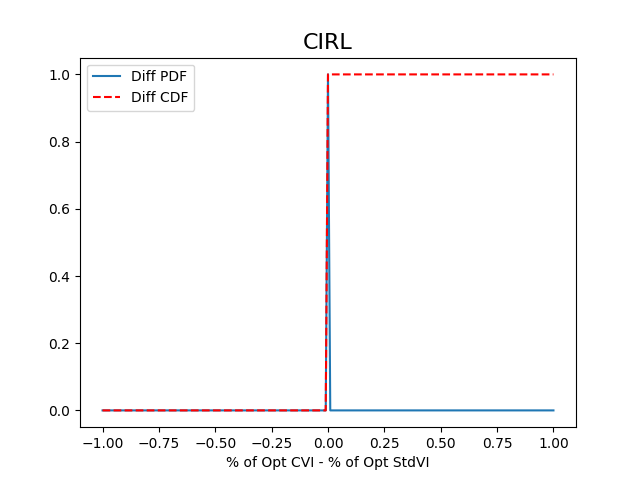 CIRL
Diff PDF
Diff CDF
1.0
0.8
0.6
0.4
0.2
0.0
−1.00 −0.75 −0.50 −0.25 0.00 0.25 0.50 0.75 1.00
% of Opt CVI - % of Opt StdVI